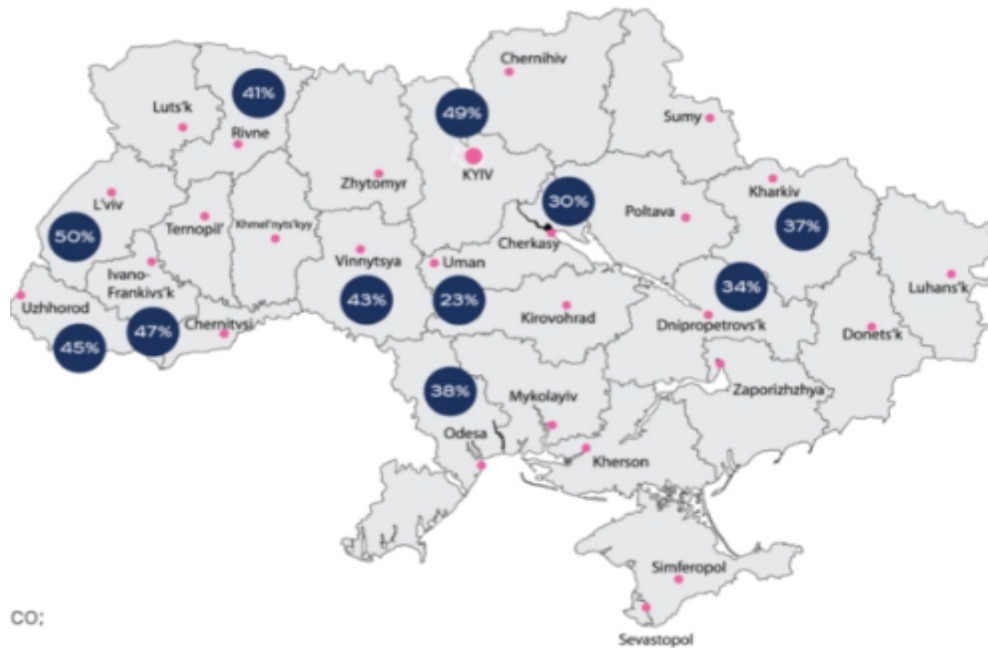 Chernihiv
41%
49%
Luts'k
Sumy
Rivne
KYIV
Zhytomyr
Kharkiv
L'viv
30%
Poltava
Ternopil'
Khmel'nyts'kyy
37%
50%
Cherkasy
Vinnytsya
Uman
Ivano-
Frankivs'k
Luhans'k
34%
43%
23%
Uzhhorod
Kirovohrad
Chernitvsi
Dnipropetrovs'k
Donets'k
47%
45%
38%
Mykolayiv
Zaporizhzhya
Odesa
Kherson
Simferopol
CO;
Sevastopol